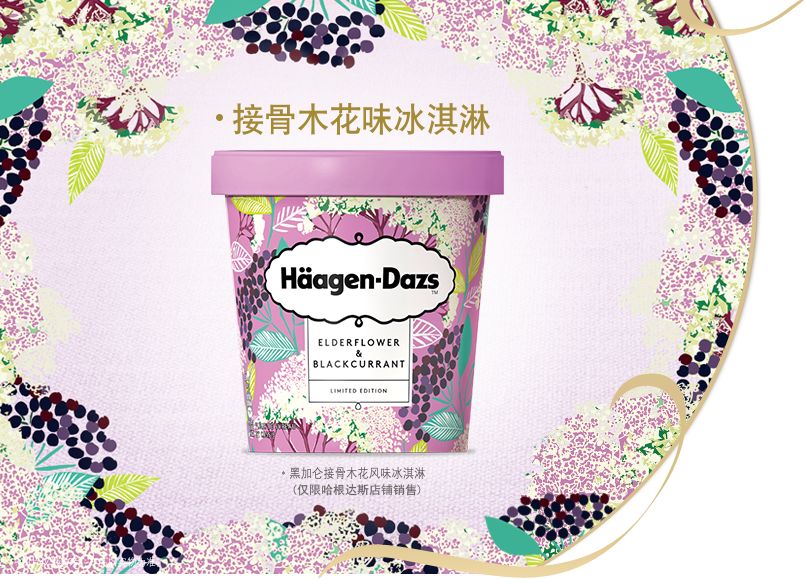 •接骨木花味冰淇淋
Häagen-Dazs
TM
ELDERFLOWER
&
BLACKCURRANT
LIMITED EDITION
•黑加仑接骨木花风味冰淇淋
(仅限哈根达斯店铺销售)